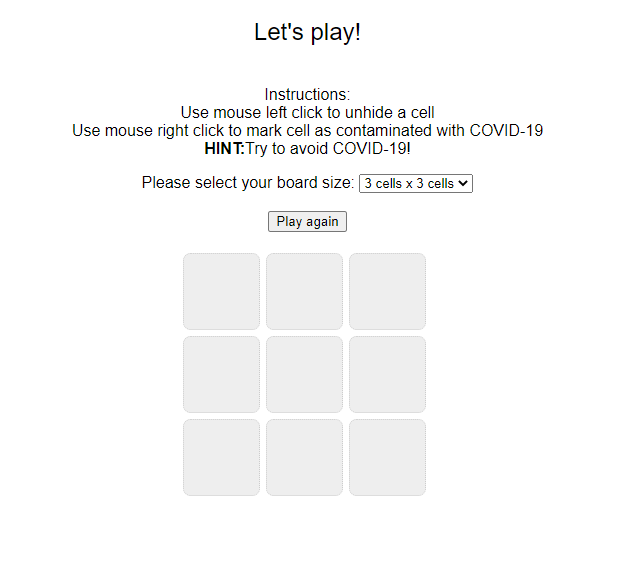 Let's play!
Instructions:
Use mouse left click to unhide a cell
Use mouse right click to mark cell as contaminated with COVID-19
HINT:Try to avoid COVID-19!
Please select your board size: 3 cells x 3 cells
Play again